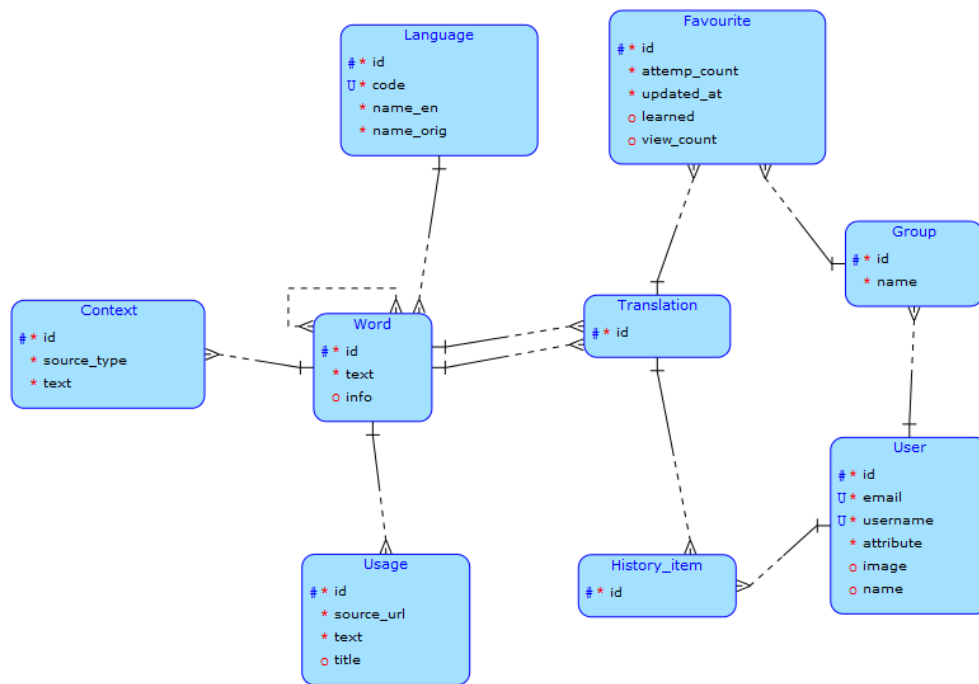 Language
# * id
U * code
* name_en
* name_orig
Favourite
# * id
* attemp_count
* updated_at
o learned
o view_count
Group
# * id
* name
Context
# * id
* source_type
* text
Word
# * id
* text
o info
Translation
# * id
User
# * id
U * email
U * username
* attribute
o image
o name
Usage
# * id
* source_url
* text
o title
History_item
# * id